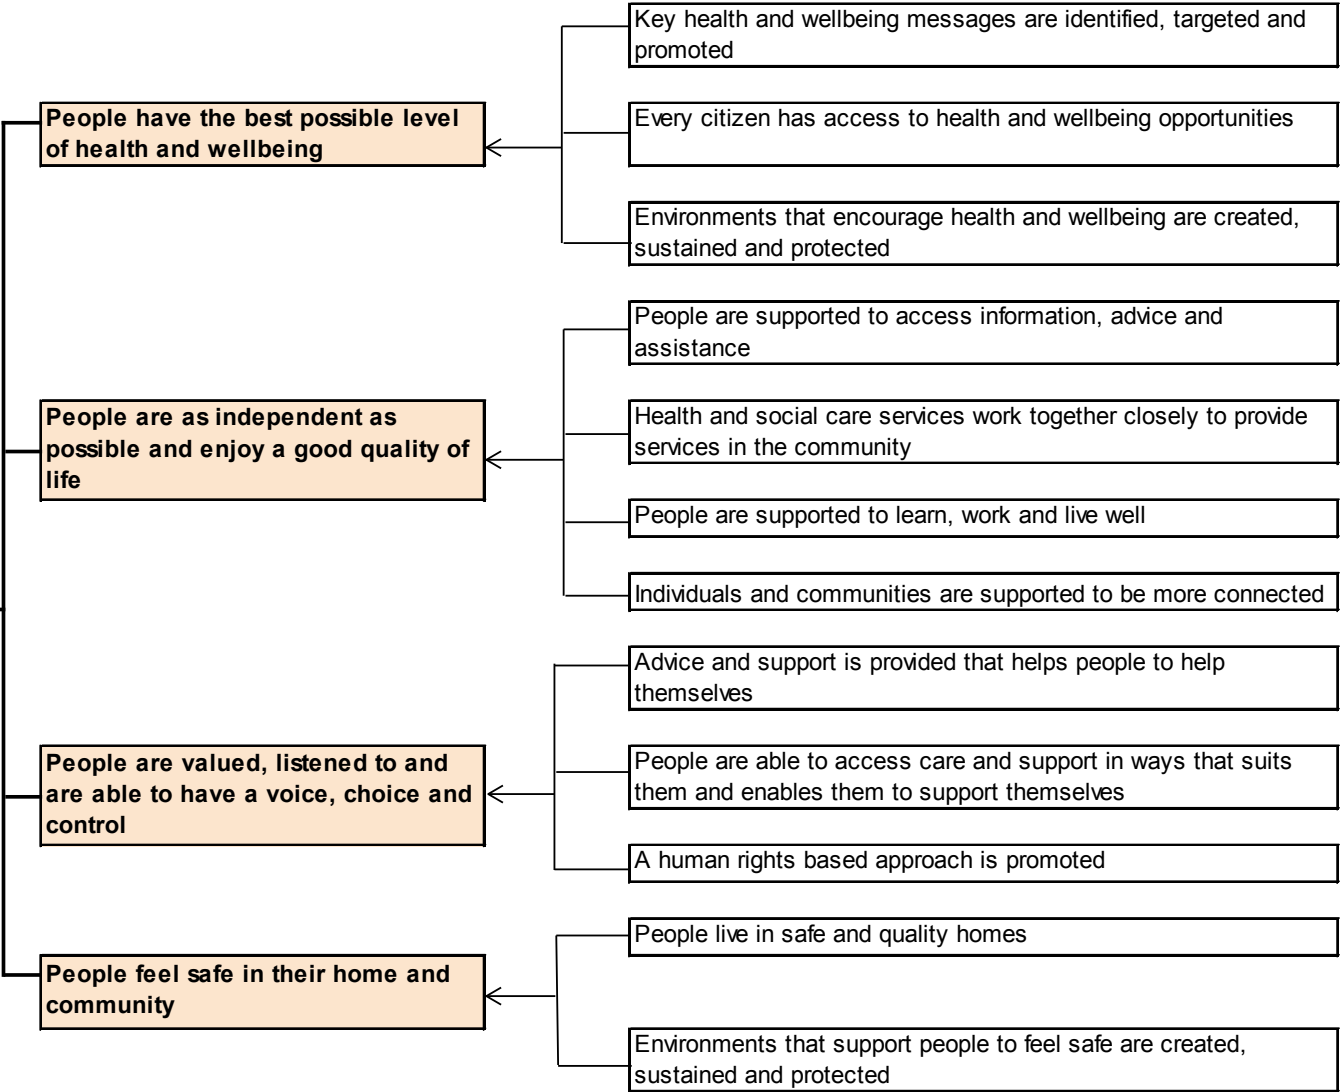 Key health and wellbeing messages are identified, targeted and
promoted
People have the best possible level
of health and wellbeing
Every citizen has access to health and wellbeing opportunities
Environments that encourage health and wellbeing are created,
sustained and protected
People are supported to access information, advice and
assistance
People are as independent as
possible and enjoy a good quality of
life
Health and social care services work together closely to provide
services in the community
People are supported to learn, work and live well
Individuals and communities are supported to be more connected
Advice and support is provided that helps people to help
themselves
People are valued, listened to and
are able to have a voice, choice and
control
People are able to access care and support in ways that suits
them and enables them to support themselves
A human rights based approach is promoted
People live in safe and quality homes
People feel safe in their home and
community
Environments that support people to feel safe are created,
sustained and protected